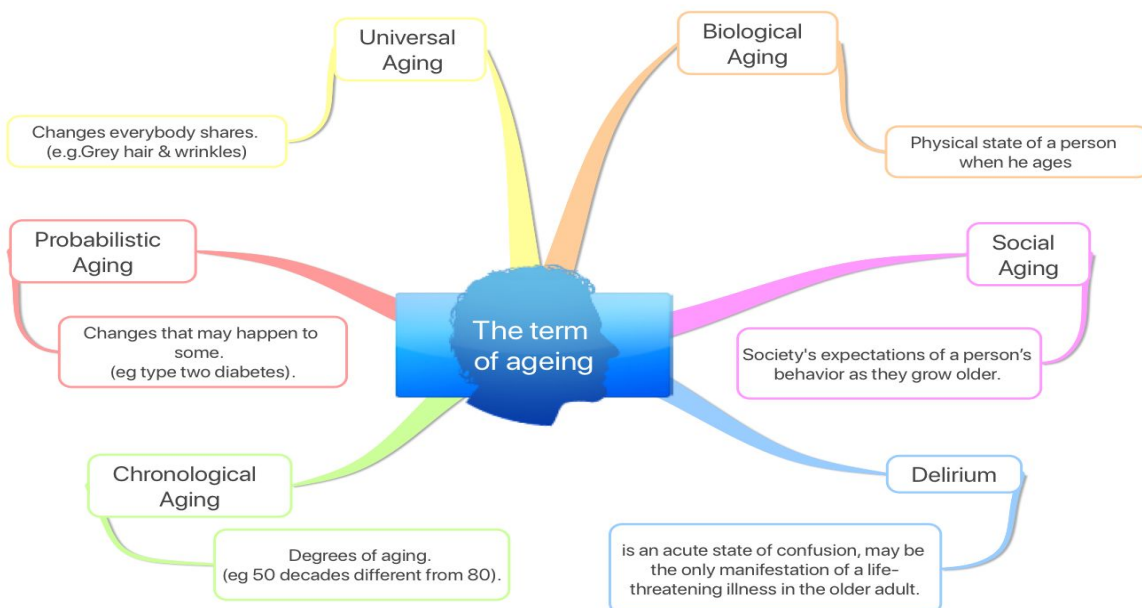 Universal
Aging
Changes everybody shares.
(e.g.Grey hair & wrinkles)
Probabilistic
Aging
Changes that may happen to
some.
(eg type two diabetes).
Chronological
Aging
Degrees of aging.
(eg 50 decades different from 80).
The term
of ageing
Biological
Aging
Physical state of a person
when he ages
Social
Aging
Society's expectations of a person’s
behavior as they grow older.
Delirium
is an acute state of confusion, may be
the only manifestation of a life-
threatening illness in the older adult.